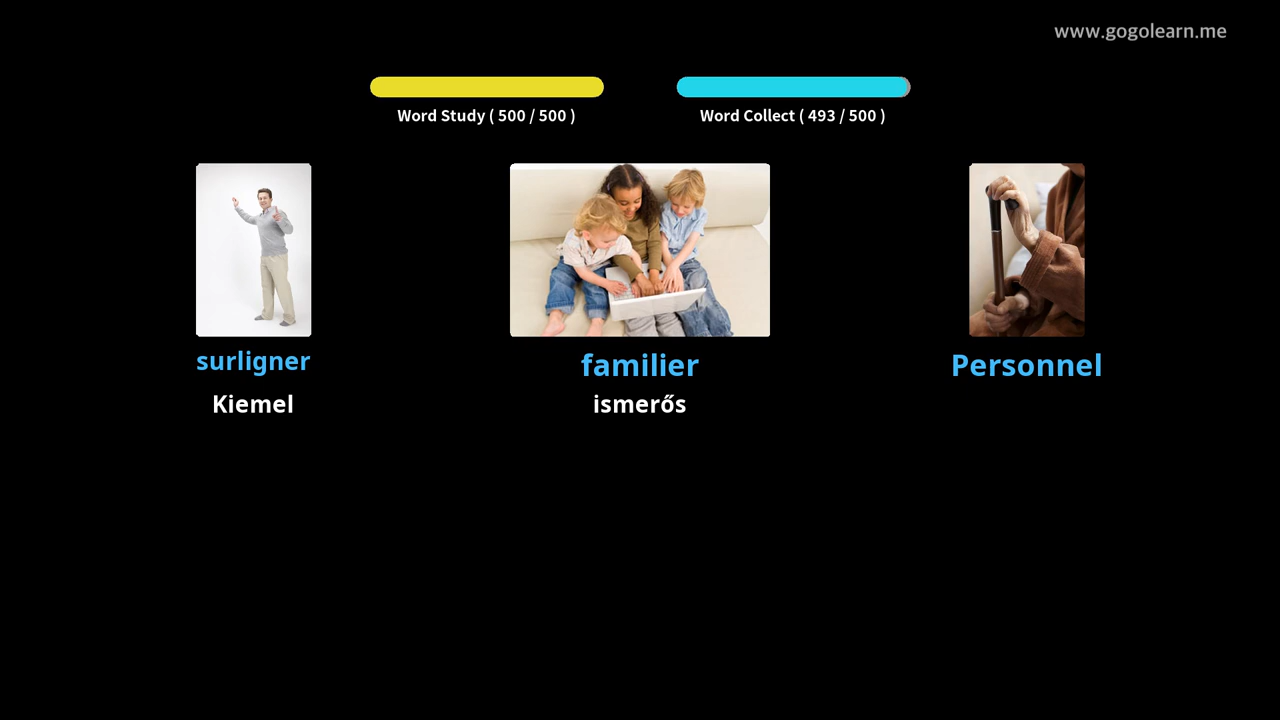 www.gogolearn.me
Word Study ( 500 / 500 )
Word Collect ( 493 / 500 )
surligner
familier
Personnel
Kiemel
ismerős